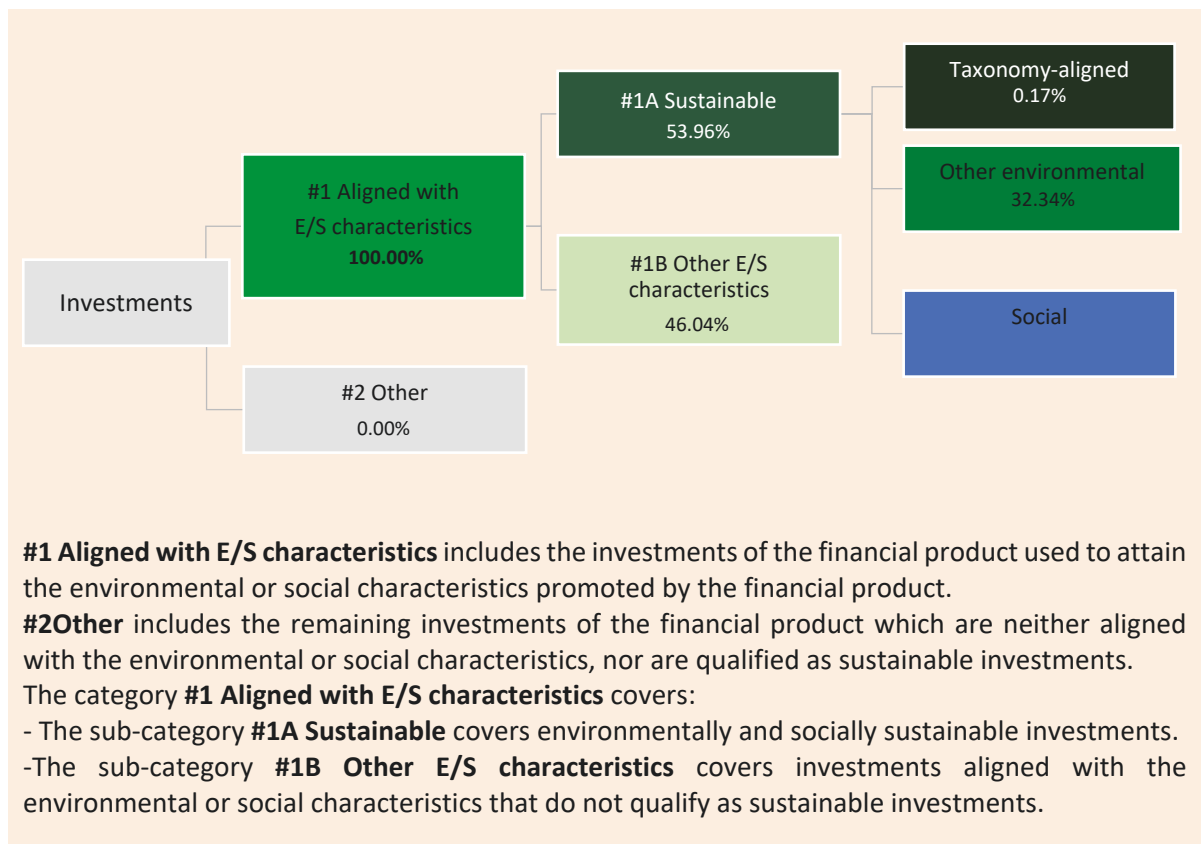 Investments
#1 Aligned with
E/S characteristics
100.00%
#2 Other
0.00%
#1A Sustainable
53.96%
#1B Other E/S
characteristics
46.04%
Taxonomy-aligned
0.17%
Other environmental
32.34%
Social
#1 Aligned with E/S characteristics includes the investments of the financial product used to attain
the environmental or social characteristics promoted by the financial product.
#2Other includes the remaining investments of the financial product which are neither aligned
with the environmental or social characteristics, nor are qualified as sustainable investments.
The category #1 Aligned with E/S characteristics covers:
- The sub-category #1A Sustainable covers environmentally and socially sustainable investments.
-The sub-category #1B Other E/S characteristics covers investments aligned with the
environmental or social characteristics that do not qualify as sustainable investments.